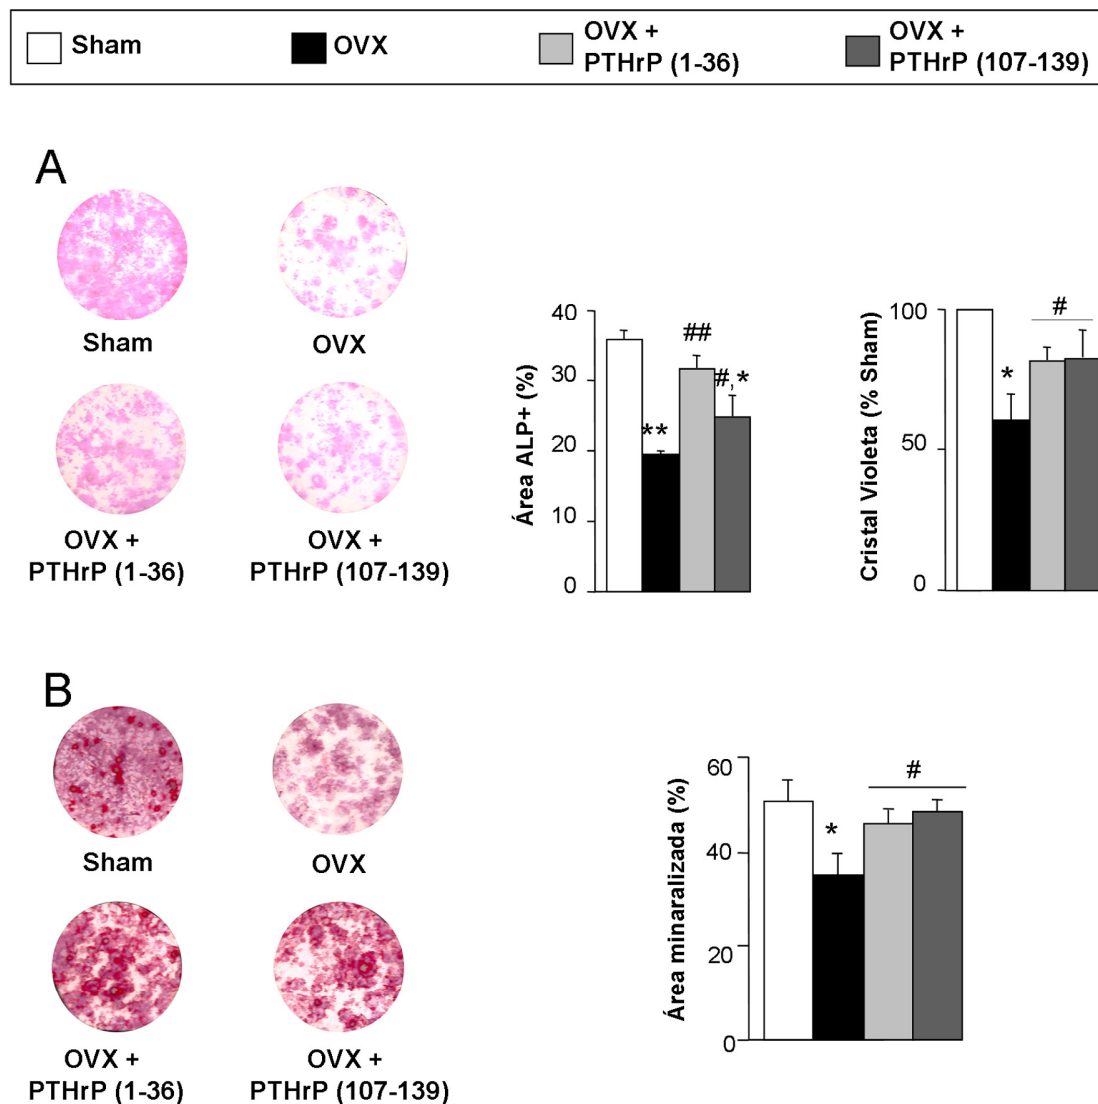 Sham
OVX
OVX +
PTHrP (1-36)
OVX +
PTHrP (107-139)
A
Sham
OVX
OVX +
PTHrP (1-36)
OVX +
PTHrP (107-139)
Área ALP+ (%)
40
30
20
10
0
**
##
#,*
Cristal Violeta (% Sham)
100
50
0
*
#
B
Sham
OVX
OVX +
PTHrP (1-36)
OVX +
PTHrP (107-139)
Área minaralizada (%)
60
40
20
0
*
#